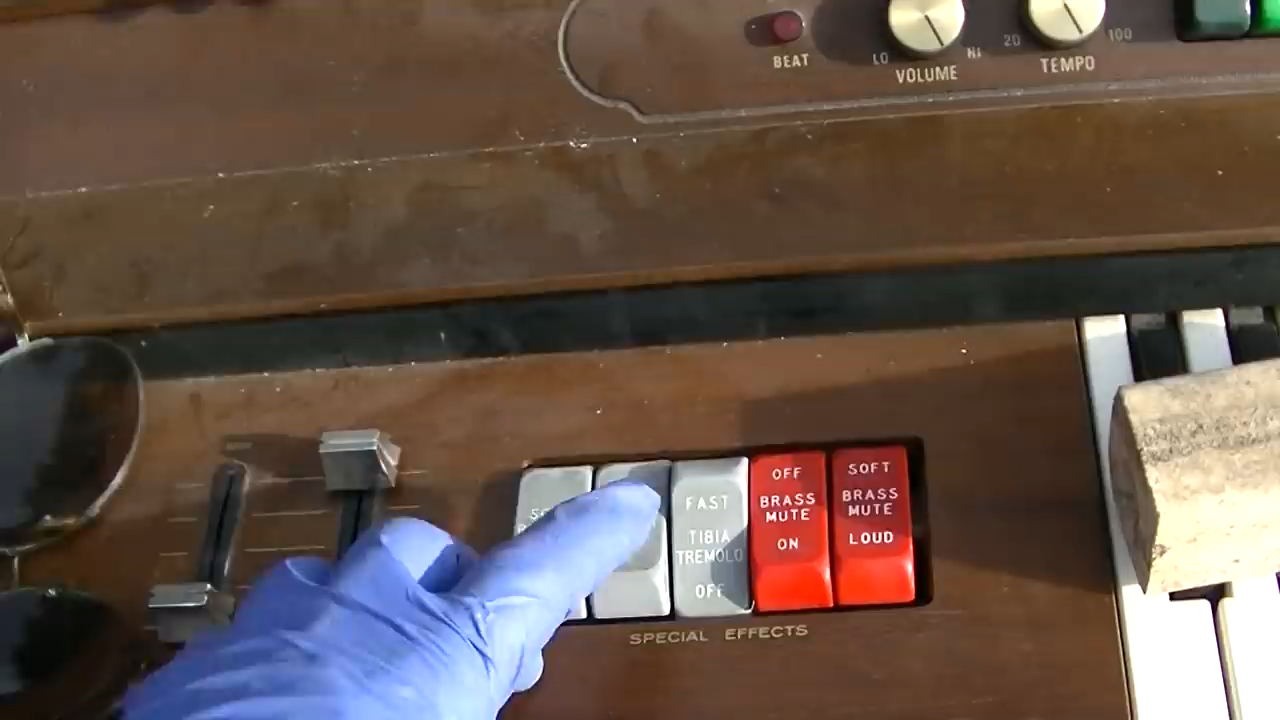 BEAT
LO VOLUME HI
20 TEMPO 100
FAST
TIBIA
TREMOLO
OFF
OFF
BRASS
MUTE
ON
SOFT
BRASS
MUTE
LOUD
SPECIAL EFFECTS